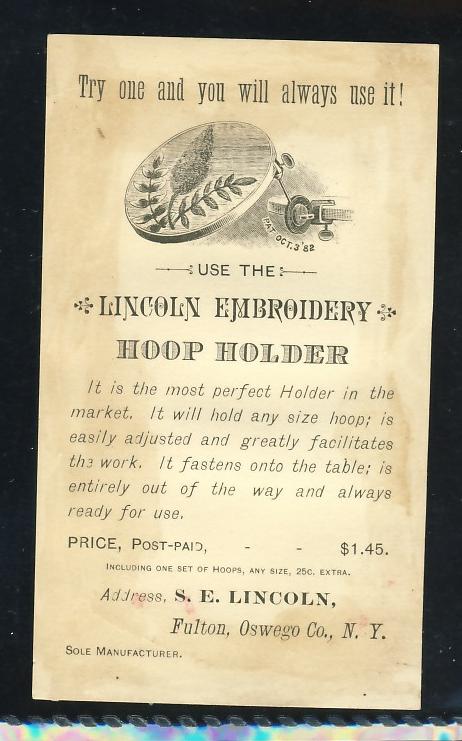 Try one and you will always use it!
PAT OCT. 3 '82
USE THE
LINCOLN EMBROIDERY
HOOP HOLDER
It is the most perfect Holder in the
market. It will hold any size hoop; is
easily adjusted and greatly facilitates
the work. It fastens onto the table; is
entirely out of the way and always
ready for use.
PRICE, POST-PAID, - - $1.45.
INCLUDING ONE SET OF HOOPS, ANY SIZE, 25C. EXTRA.
Address, S. E. LINCOLN,
Fulton, Oswego Co., N. Y.
SOLE MANUFACTURER.